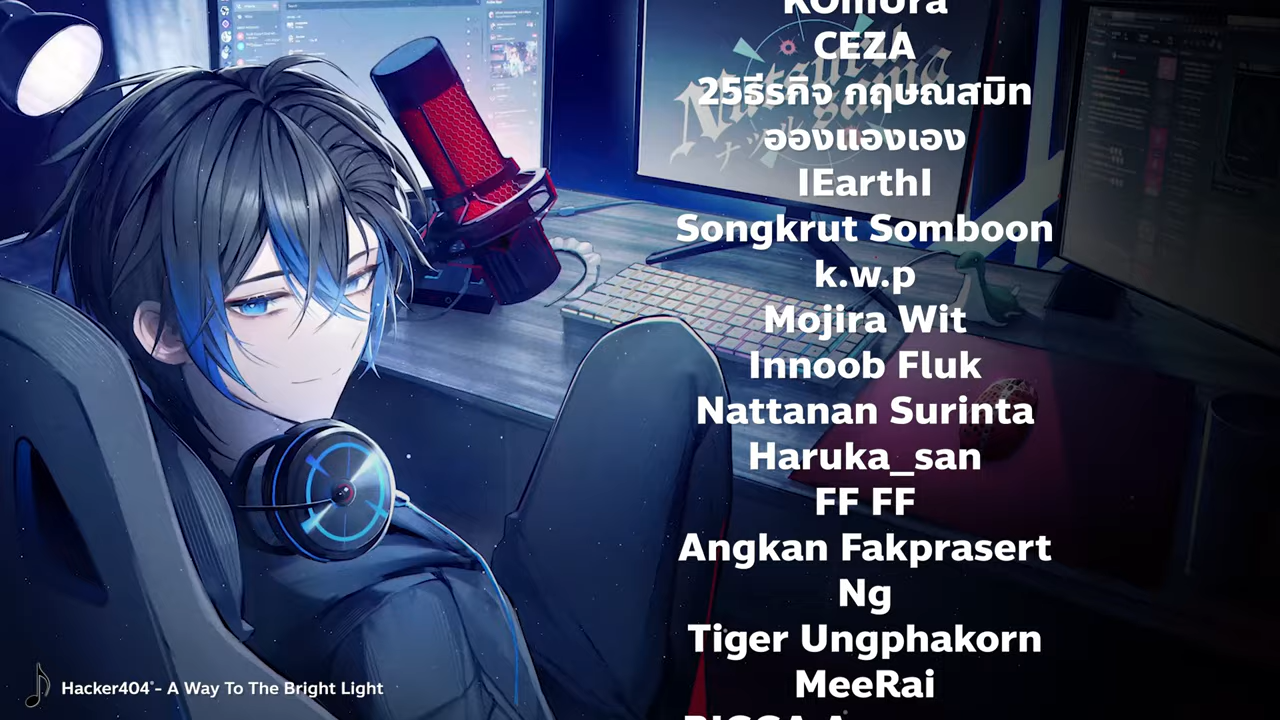 KOmora
CEZA
25ธีรกิจ กฤษณสมิท
อองแองเอง
IEarthI
Songkrut Somboon
k.w.p
Mojira Wit
Innoob Fluk
Nattanan Surinta
Haruka_san
FF FF
Angkan Fakprasert
Ng
Tiger Ungphakorn
MeeRai
Hacker404 - A Way To The Bright Light